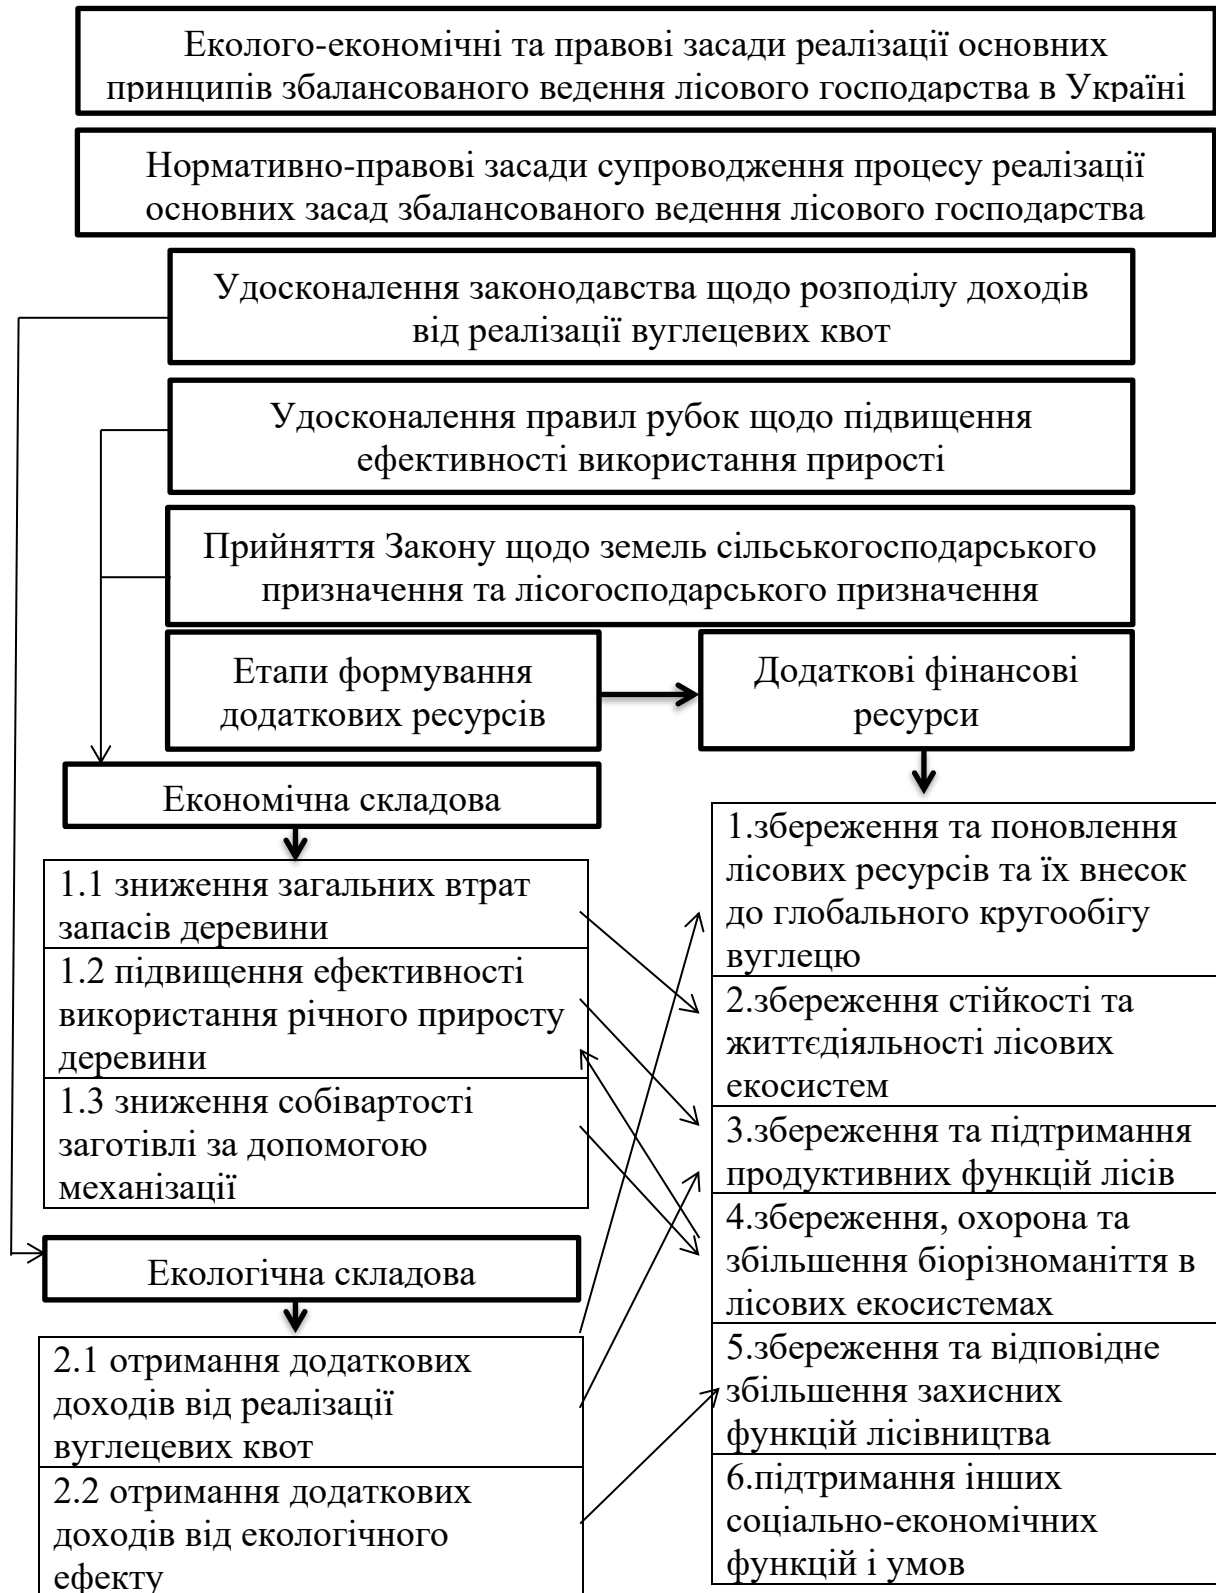 Еколого-економічні та правові засади реалізації основних
принципів збалансованого ведення лісового господарства в Україні
Нормативно-правові засади супроводження процесу реалізації
основних засад збалансованого ведення лісового господарства
Удосконалення законодавства щодо розподілу доходів
від реалізації вуглецевих квот
Удосконалення правил рубок щодо підвищення
ефективності використання прирості
Прийняття Закону щодо земель сільськогосподарського
призначення та лісогосподарського призначення
Етапи формування
додаткових ресурсів
Додаткові фінансові
ресурси
Економічна складова
1.1 зниження загальних втрат
запасів деревини
1.2 підвищення ефективності
використання річного приросту
деревини
1.3 зниження собівартості
заготівлі за допомогою
механізації
Екологічна складова
2.1 отримання додаткових
доходів від реалізації
вуглецевих квот
2.2 отримання додаткових
доходів від екологічного
ефекту
1.збереження та поновлення
лісових ресурсів та їх внесок
до глобального кругообігу
вуглецю
2.збереження стійкості та
життєдіяльності лісових
екосистем
3.збереження та підтримання
продуктивних функцій лісів
4.збереження, охорона та
збільшення біорізноманіття в
лісових екосистемах
5.збереження та відповідне
збільшення захисних
функцій лісівництва
6.підтримання інших
соціально-економічних
функцій і умов